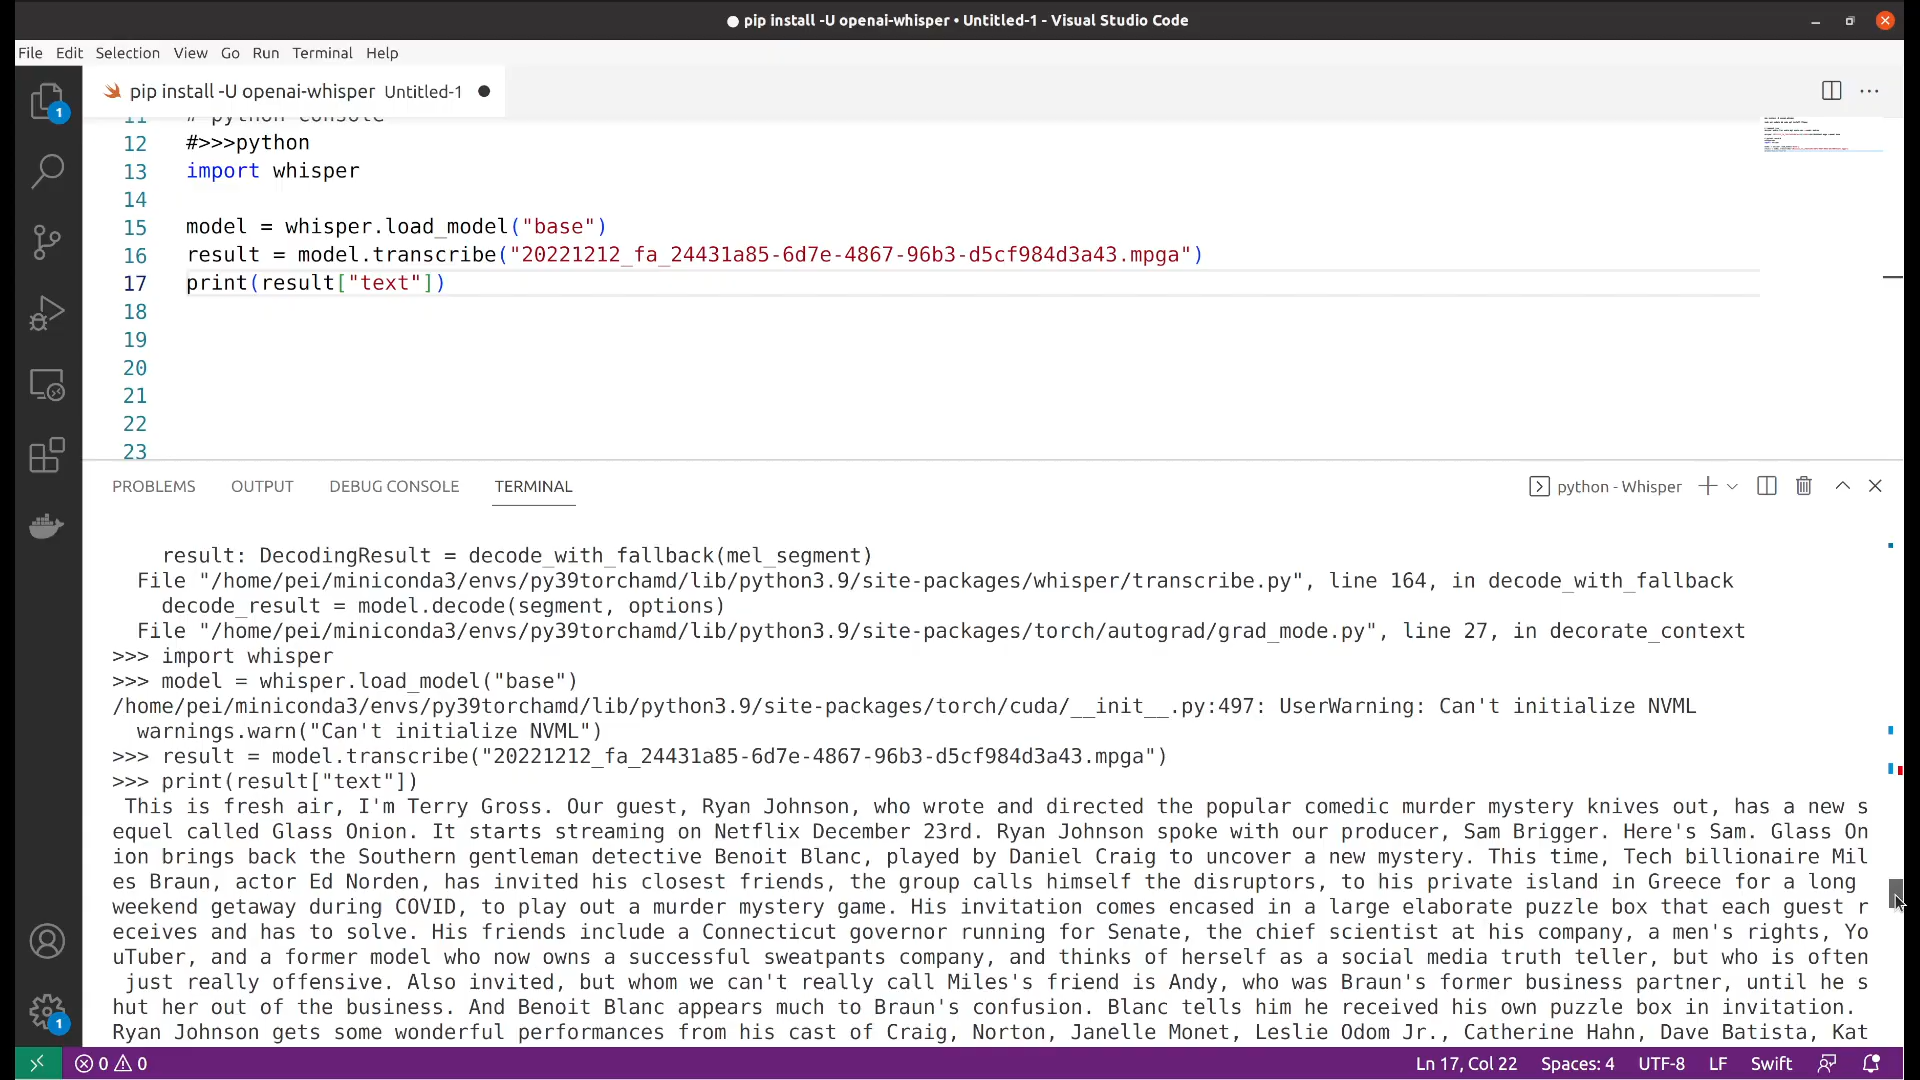 pip install -U openai-whisper • Untitled-1 - Visual Studio Code
File Edit Selection View Go Run Terminal Help
1
pip install -U openai-whisper Untitled-1
11 # python console
12 #>>>python
13 import whisper
14
15 model = whisper.load_model("base")
16 result = model.transcribe("20221212_fa_24431a85-6d7e-4867-96b3-d5cf984d3a43.mpga")
17 print(result["text"])
18
19
20
21
22
23
PROBLEMS OUTPUT DEBUG CONSOLE TERMINAL python - Whisper
result: DecodingResult = decode_with_fallback(mel_segment)
File "/home/pei/miniconda3/envs/py39torchamd/lib/python3.9/site-packages/whisper/transcribe.py", line 164, in decode_with_fallback
decode_result = model.decode(segment, options)
File "/home/pei/miniconda3/envs/py39torchamd/lib/python3.9/site-packages/torch/autograd/grad_mode.py", line 27, in decorate_context
>>> import whisper
>>> model = whisper.load_model("base")
/home/pei/miniconda3/envs/py39torchamd/lib/python3.9/site-packages/torch/cuda/__init__.py:497: UserWarning: Can't initialize NVML
warnings.warn("Can't initialize NVML")
>>> result = model.transcribe("20221212_fa_24431a85-6d7e-4867-96b3-d5cf984d3a43.mpga")
>>> print(result["text"])
This is fresh air, I'm Terry Gross. Our guest, Ryan Johnson, who wrote and directed the popular comedic murder mystery knives out, has a new s
equel called Glass Onion. It starts streaming on Netflix December 23rd. Ryan Johnson spoke with our producer, Sam Brigger. Here's Sam. Glass On
ion brings back the Southern gentleman detective Benoit Blanc, played by Daniel Craig to uncover a new mystery. This time, Tech billionaire Mil
es Braun, actor Ed Norden, has invited his closest friends, the group calls himself the disruptors, to his private island in Greece for a long
weekend getaway during COVID, to play out a murder mystery game. His invitation comes encased in a large elaborate puzzle box that each guest r
eceives and has to solve. His friends include a Connecticut governor running for Senate, the chief scientist at his company, a men's rights, Yo
uTuber, and a former model who now owns a successful sweatpants company, and thinks of herself as a social media truth teller, but who is often
just really offensive. Also invited, but whom we can't really call Miles's friend is Andy, who was Braun's former business partner, until he s
hut her out of the business. And Benoit Blanc appears much to Braun's confusion. Blanc tells him he received his own puzzle box in invitation.
Ryan Johnson gets some wonderful performances from his cast of Craig, Norton, Janelle Monet, Leslie Odom Jr., Catherine Hahn, Dave Batista, Kat
1
0 0 Ln 17, Col 22 Spaces: 4 UTF-8 LF Swift